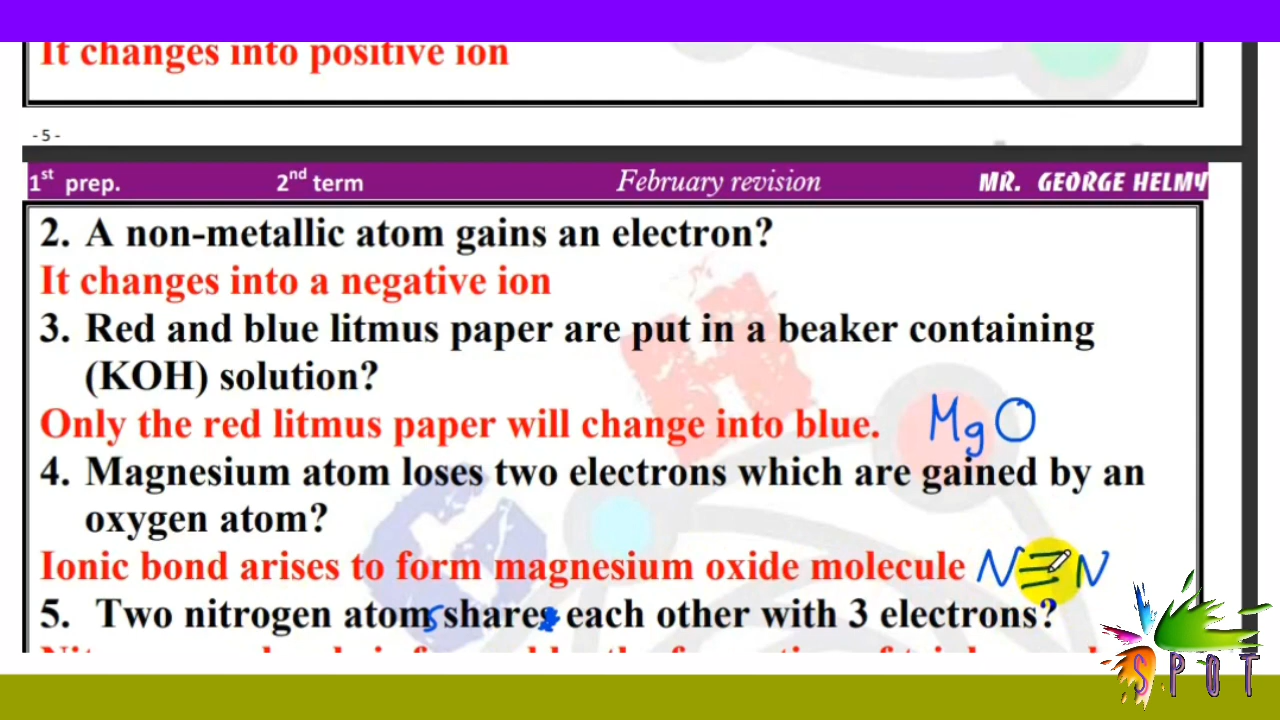 It changes into positive ion
- 5 -
1st prep. 2nd term February revision MR. GEORGE HELMY
2. A non-metallic atom gains an electron?
It changes into a negative ion
3. Red and blue litmus paper are put in a beaker containing
(KOH) solution?
Only the red litmus paper will change into blue. MgO
4. Magnesium atom loses two electrons which are gained by an
oxygen atom?
Ionic bond arises to form magnesium oxide molecule N≡N
5. Two nitrogen atoms share each other with 3 electrons?
SPOT